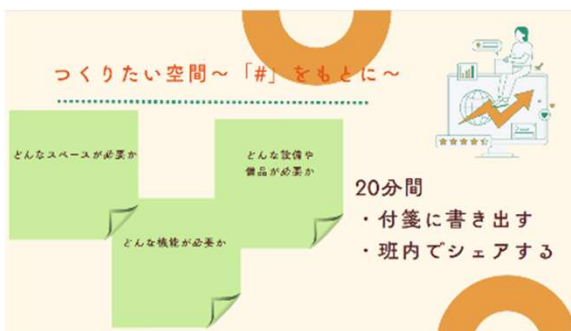 つくりたい空間～「#」をもとに～
どんなスペースが必要か
どんな設備や
備品が必要か
どんな機能が必要か
20分間
・付箋に書き出す
・班内でシェアする